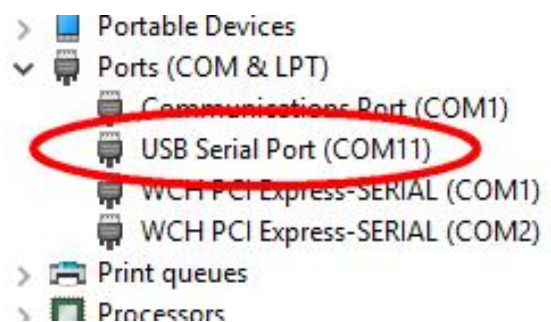 Portable Devices
Ports (COM & LPT)
Communications Port (COM1)
USB Serial Port (COM11)
WCH PCI Express-SERIAL (COM1)
WCH PCI Express-SERIAL (COM2)
Print queues
Processors